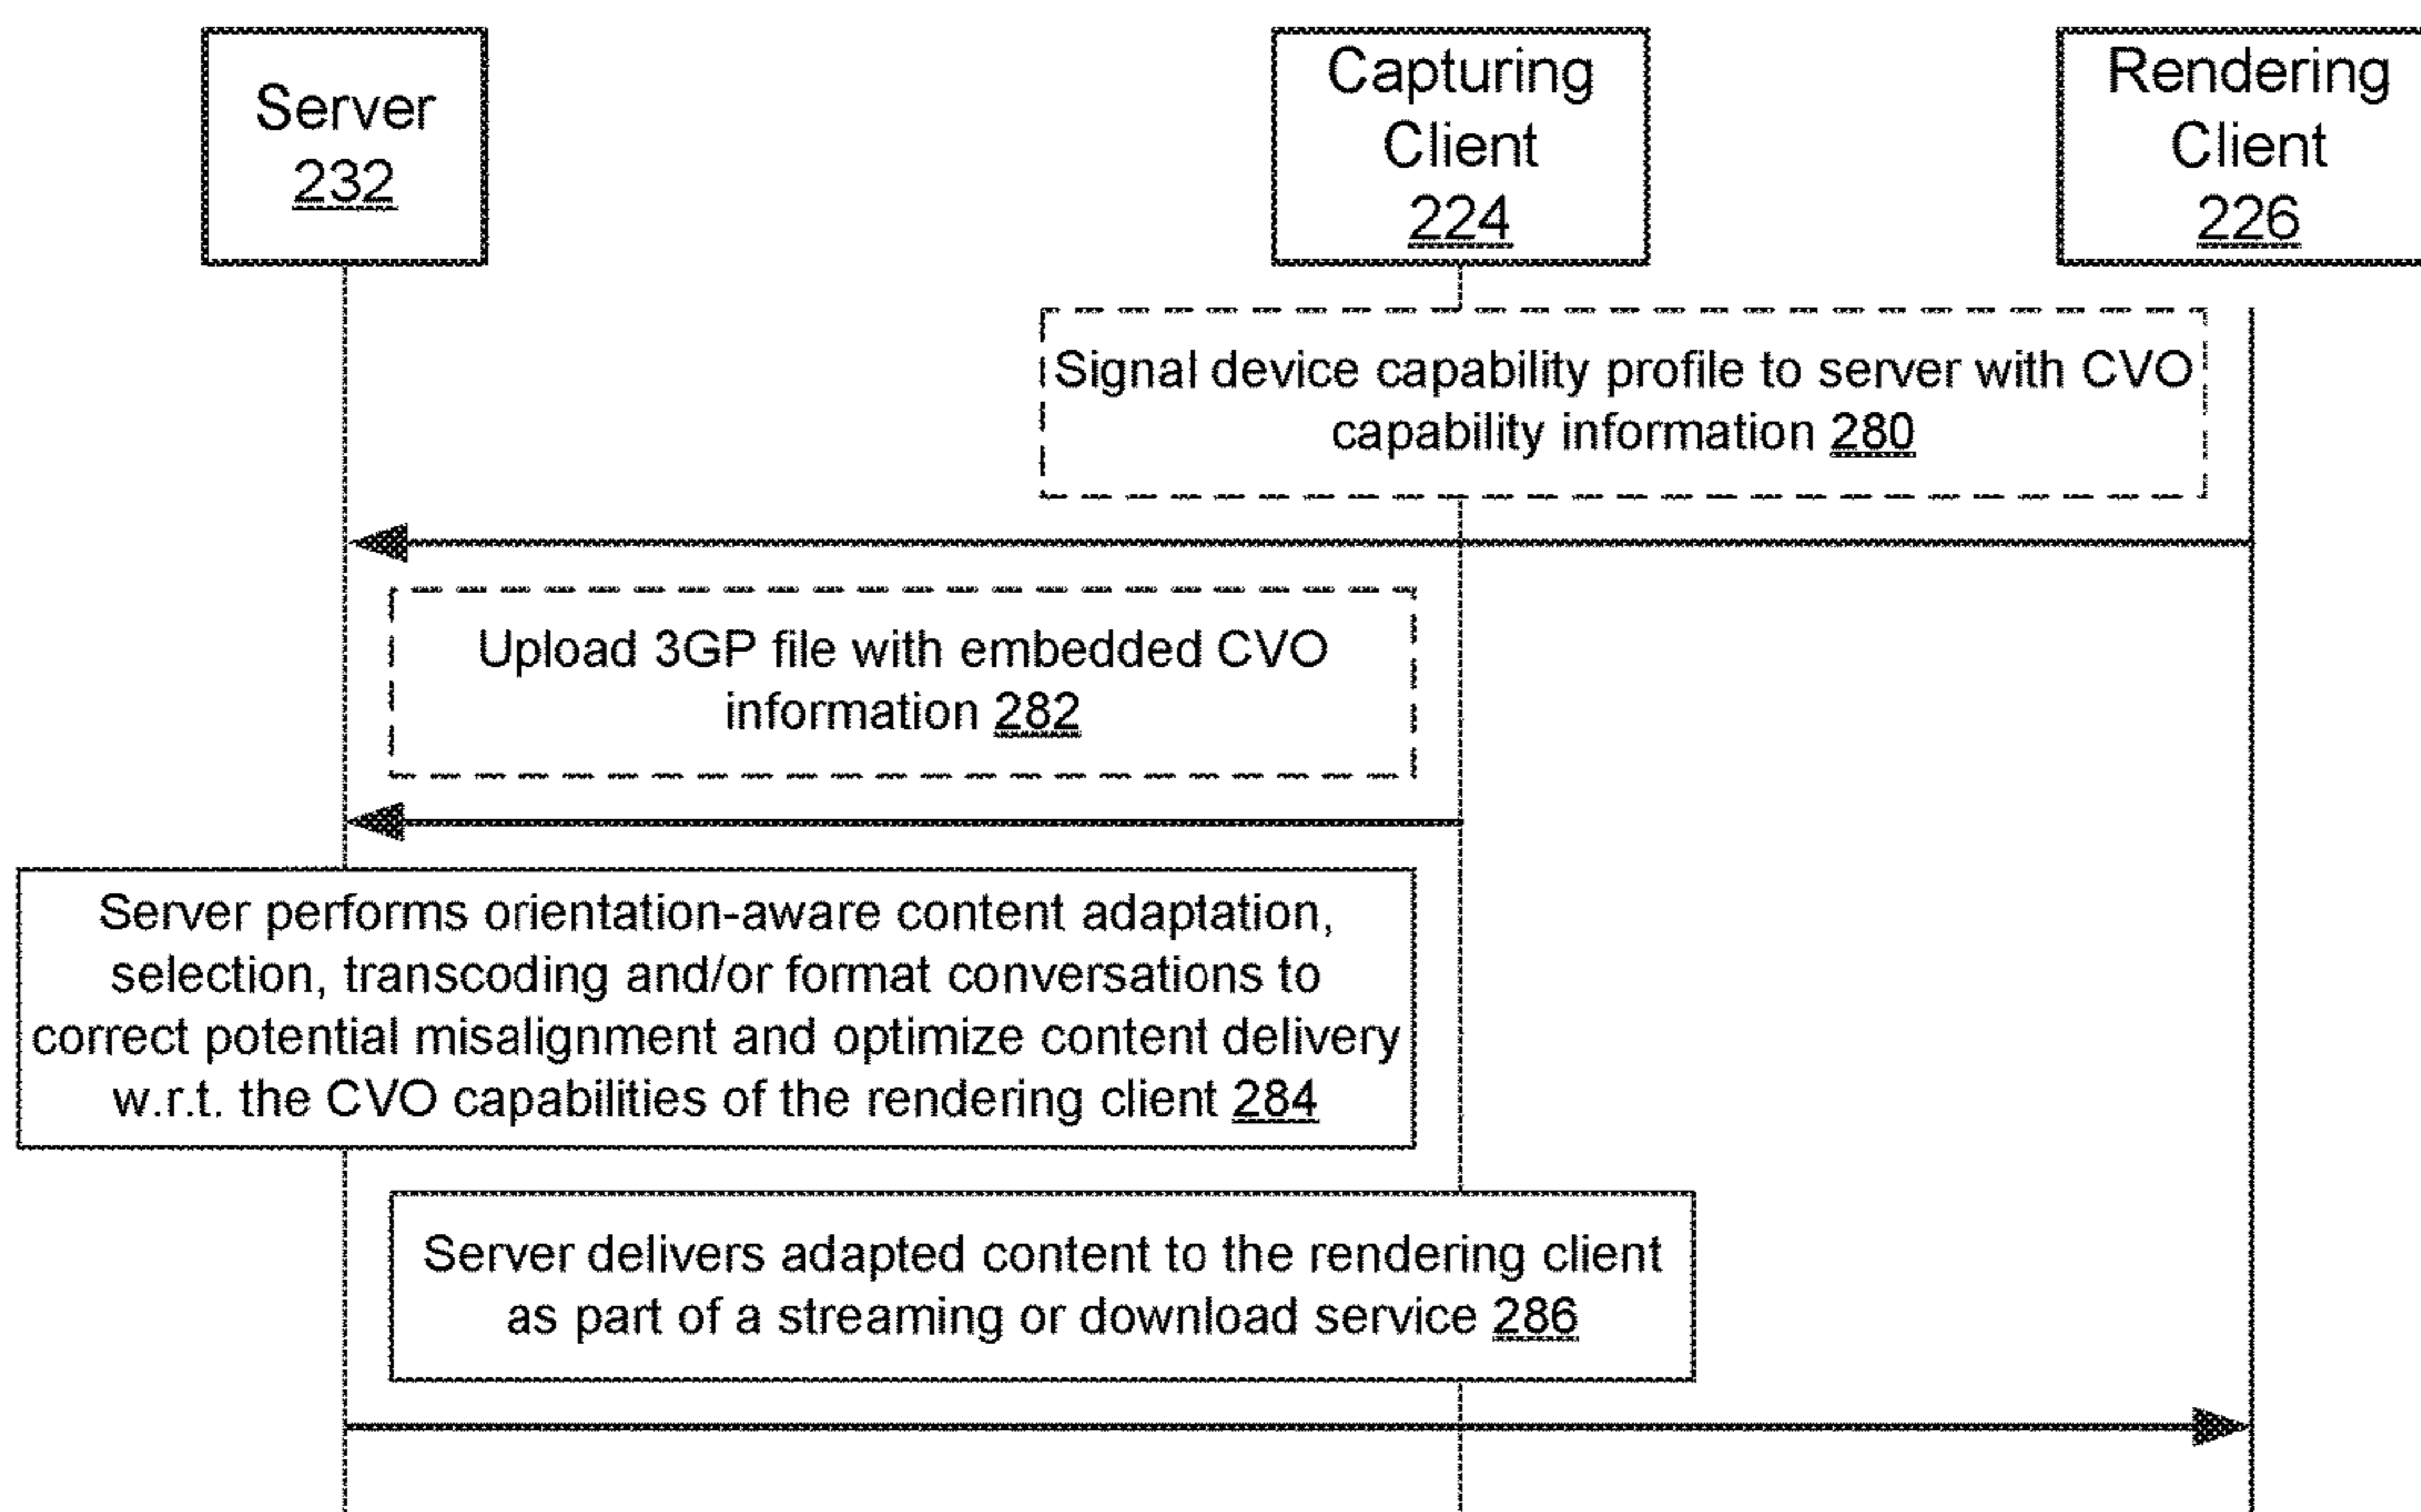 Server
232
Capturing
Client
224
Rendering
Client
226
Signal device capability profile to server with CVO
capability information 280
Upload 3GP file with embedded CVO
information 282
Server performs orientation-aware content adaptation,
selection, transcoding and/or format conversations to
correct potential misalignment and optimize content delivery
w.r.t. the CVO capabilities of the rendering client 284
Server delivers adapted content to the rendering client
as part of a streaming or download service 286